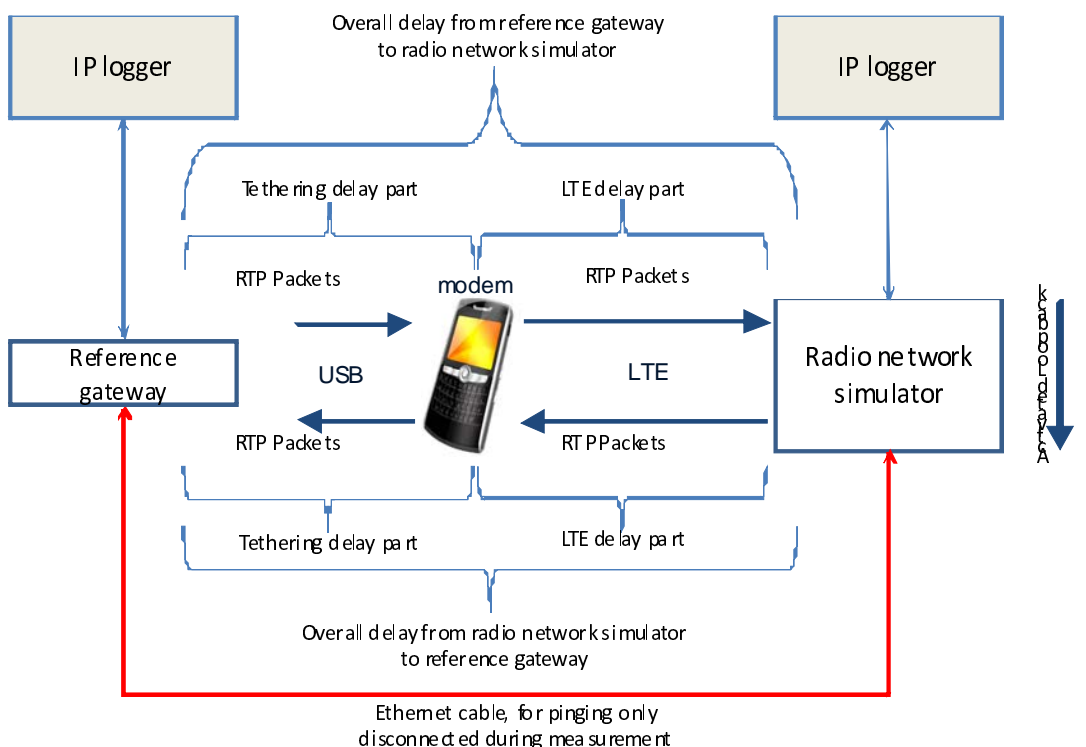 Overall delay from reference gateway
to radio network simulator
IP logger
IP logger
Tethering delay part
LTE delay part
RTP Packets
RTP Packets
modem
Reference
gateway
USB
LTE
Radio network
simulator
RTP Packets
RTP Packets
Tethering delay part
LTE delay part
Overall delay from radio network simulator
to reference gateway
Ethernet cable, for pinging only
disconnected during measurement